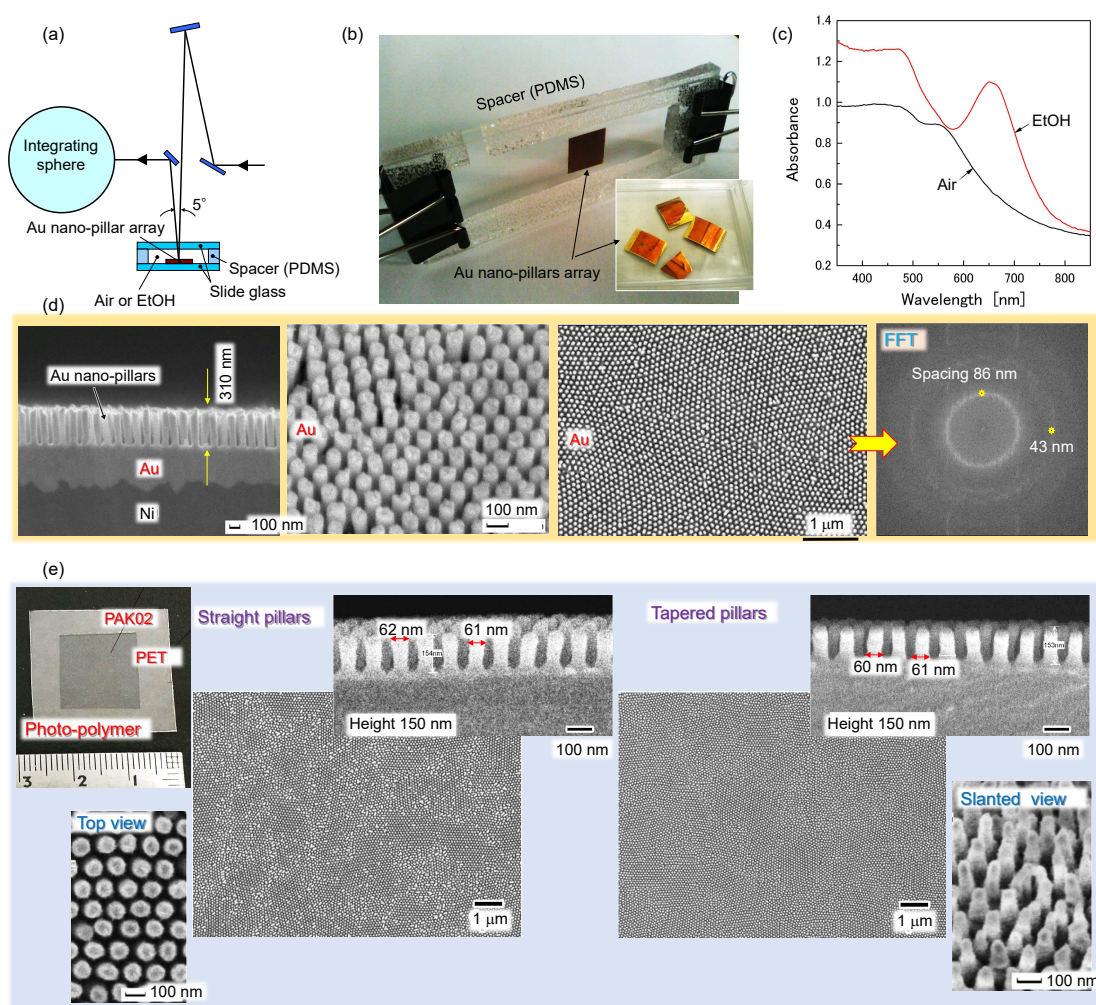 (a)
Integrating
sphere
5°
Au nano-pillar array
Spacer (PDMS)
Slide glass
Air or EtOH
(b)
Spacer (PDMS)
Au nano-pillars array
(c)
Absorbance
1.4
1.2
1.0
0.8
0.6
0.4
0.2
EtOH
Air
400 500 600 700 800
Wavelength [nm]
(d)
Au nano-pillars
310 nm
Au
Ni
100 nm
Au
100 nm
Au
1 μm
FFT
Spacing 86 nm
43 nm
(e)
PAK02
PET
Photo-polymer
3 2 1
Straight pillars
62 nm 61 nm
154nm
Height 150 nm
100 nm
1 μm
Top view
100 nm
Tapered pillars
153nm
60 nm 61 nm
Height 150 nm
100 nm
1 μm
Slanted view
100 nm